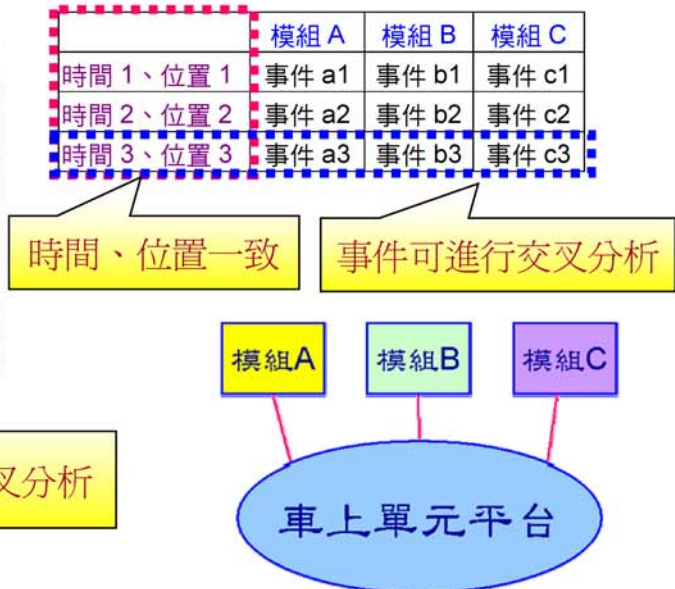 模組 A 模組 B 模組 C
時間 1、位置 1 事件 a1 事件 b1 事件 c1
時間 2、位置 2 事件 a2 事件 b2 事件 c2
時間 3、位置 3 事件 a3 事件 b3 事件 c3
時間、位置一致
事件可進行交叉分析
模組A 模組B 模組C
叉分析
車上單元平台